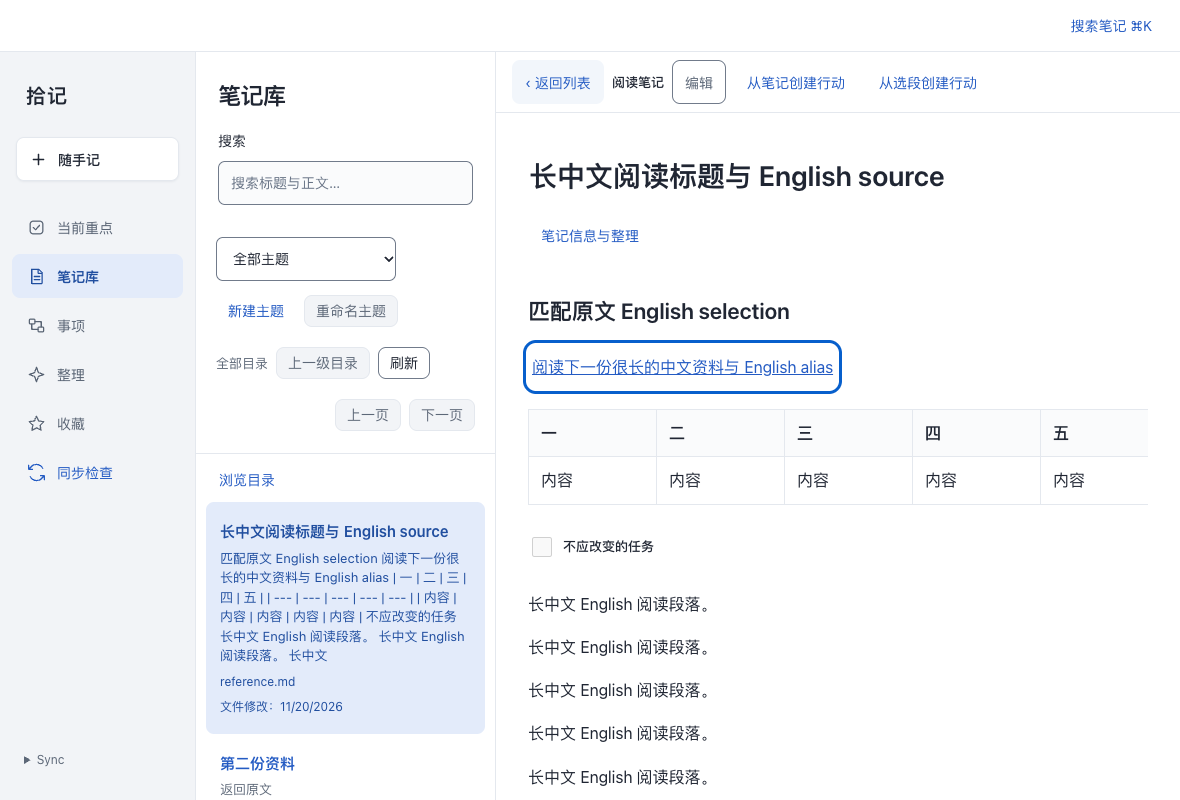 搜索笔记 ⌘K
拾记
随手记
当前重点
笔记库
事项
整理
收藏
同步检查
Sync
笔记库
搜索
搜索标题与正文...
全部主题
新建主题
重命名主题
全部目录
上一级目录
刷新
上一页
下一页
浏览目录
长中文阅读标题与 English source
匹配原文 English selection 阅读下一份很
长的中文资料与 English alias | 一 | 二 | 三 |
四 | 五 | | --- | --- | --- | --- | --- | | 内容 |
内容 | 内容 | 内容 | 内容 | 不应改变的任务
长中文 English 阅读段落。 长中文 English
阅读段落。 长中文
reference.md
文件修改：11/20/2026
第二份资料
返回原文
‹ 返回列表
阅读笔记
编辑
从笔记创建行动
从选段创建行动
长中文阅读标题与 English source
笔记信息与整理
匹配原文 English selection
阅读下一份很长的中文资料与 English alias
一 二 三 四 五
内容 内容 内容 内容 内容
不应改变的任务
长中文 English 阅读段落。
长中文 English 阅读段落。
长中文 English 阅读段落。
长中文 English 阅读段落。
长中文 English 阅读段落。